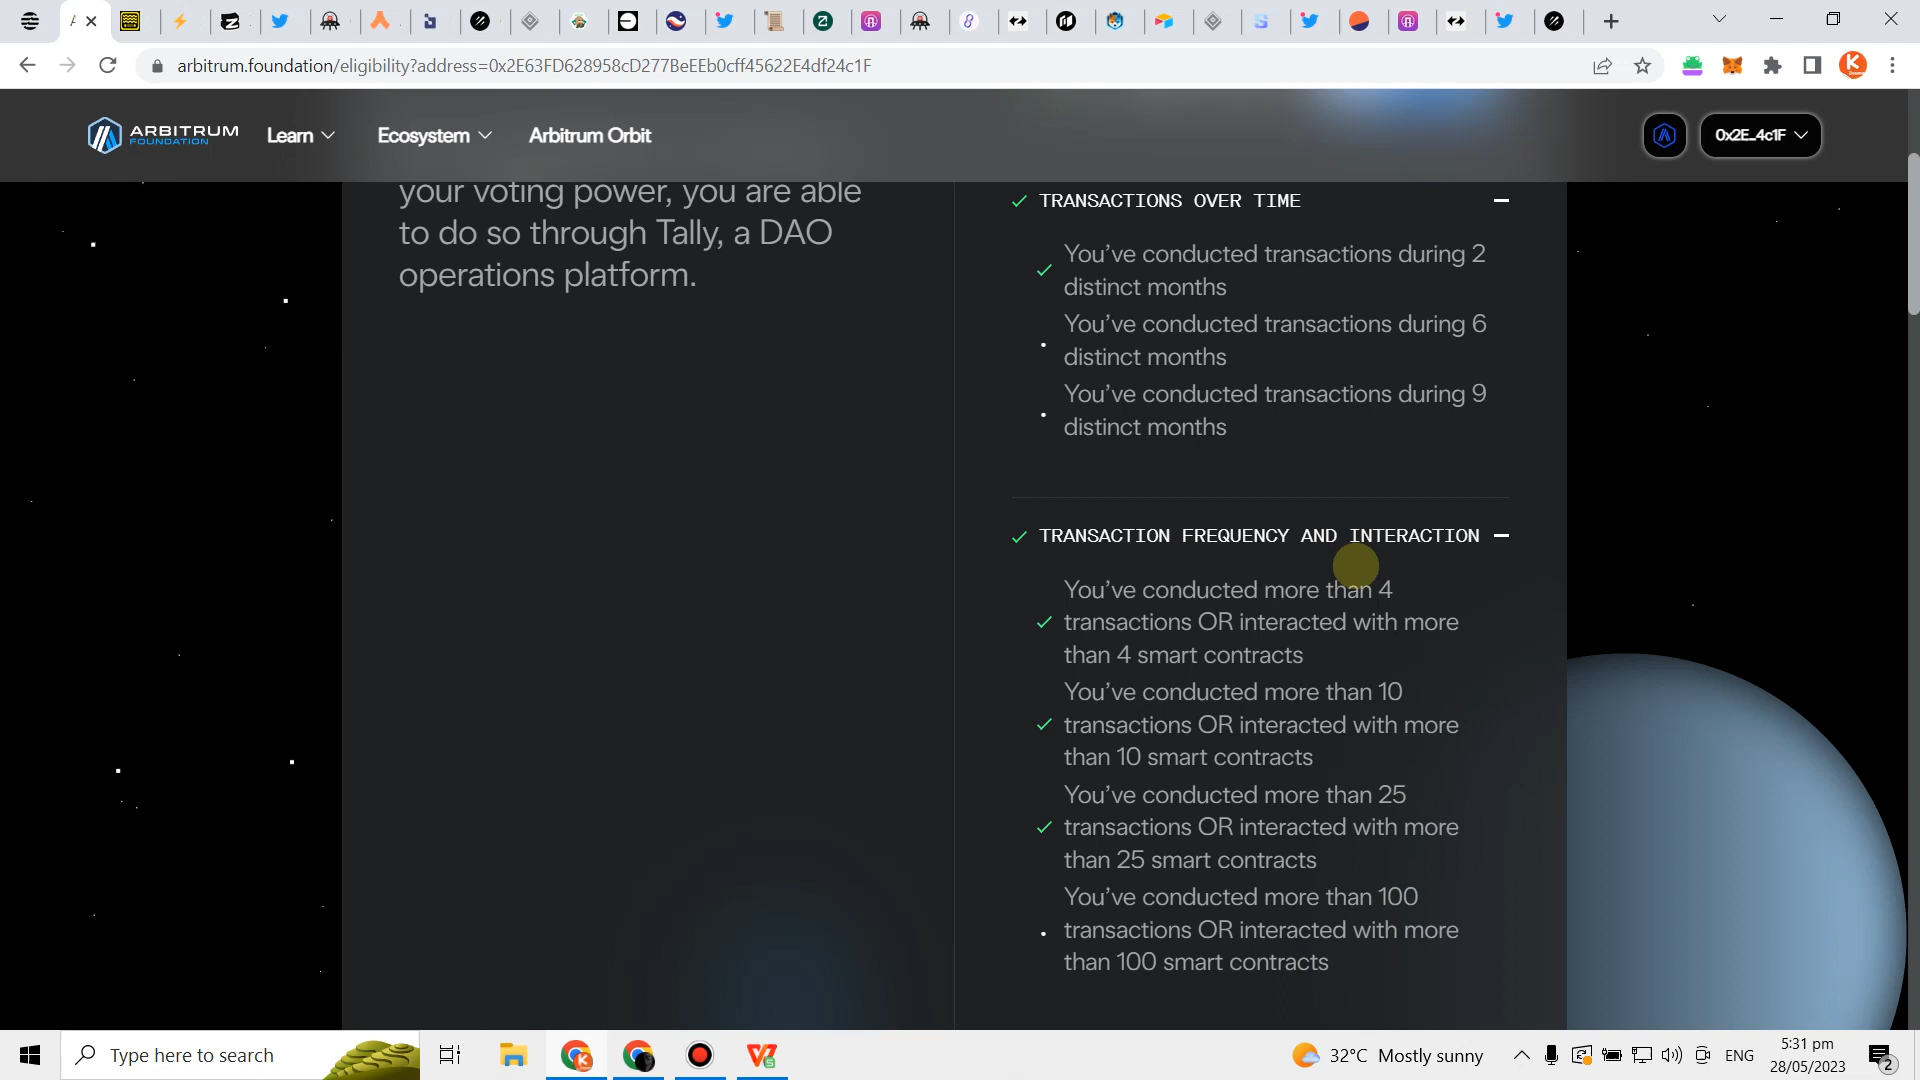 arbitrum.foundation/eligibility?address=0x2E63FD628958cD277BeEEb0cff45622E4df24c1F
ARBITRUM
FOUNDATION
Learn
Ecosystem
Arbitrum Orbit
0x2E_4c1F
your voting power, you are able
to do so through Tally, a DAO
operations platform.
TRANSACTIONS OVER TIME
You've conducted transactions during 2
distinct months
You've conducted transactions during 6
distinct months
You've conducted transactions during 9
distinct months
TRANSACTION FREQUENCY AND INTERACTION
You've conducted more than 4
transactions OR interacted with more
than 4 smart contracts
You've conducted more than 10
transactions OR interacted with more
than 10 smart contracts
You've conducted more than 25
transactions OR interacted with more
than 25 smart contracts
You've conducted more than 100
transactions OR interacted with more
than 100 smart contracts
Type here to search
32°C Mostly sunny
ENG
5:31 pm
28/05/2023
2